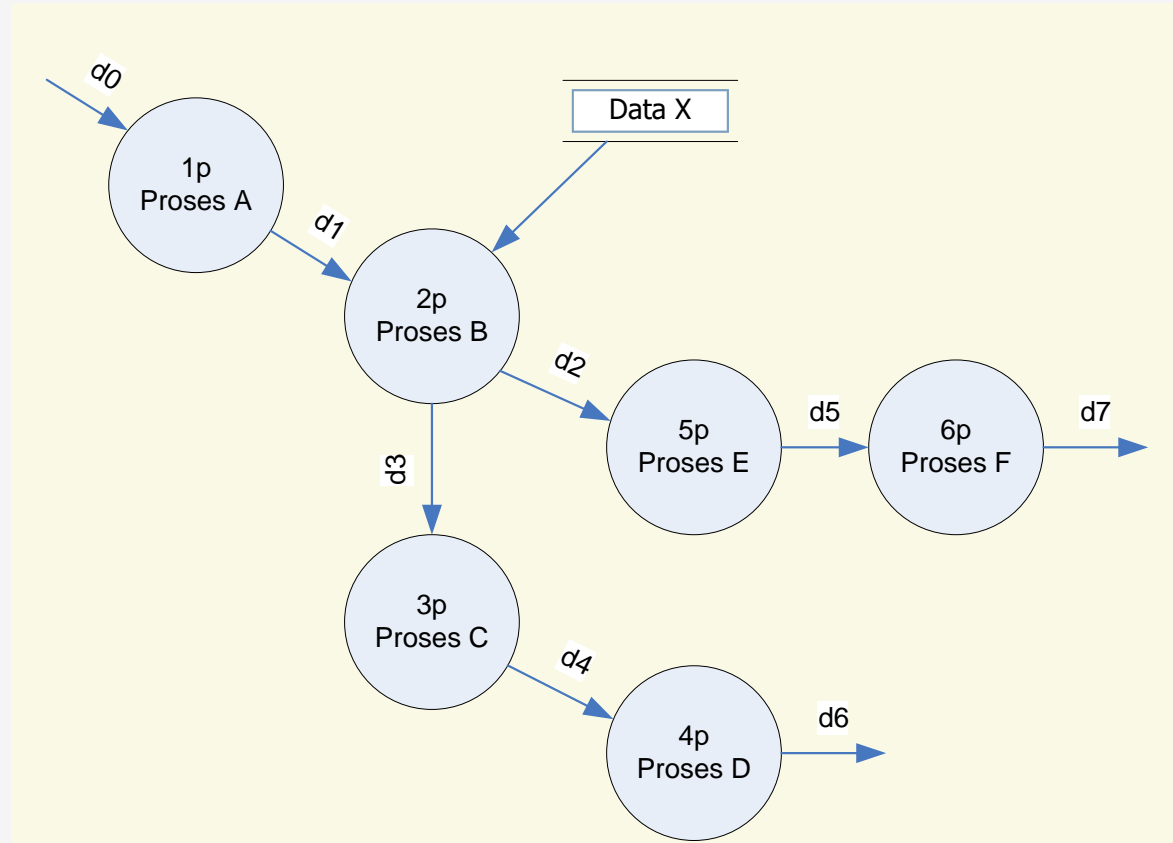 d0
Data X
1p
Proses A
d1
2p
Proses B
d2
5p
Proses E
d5
6p
Proses F
d7
d3
3p
Proses C
d4
4p
Proses D
d6